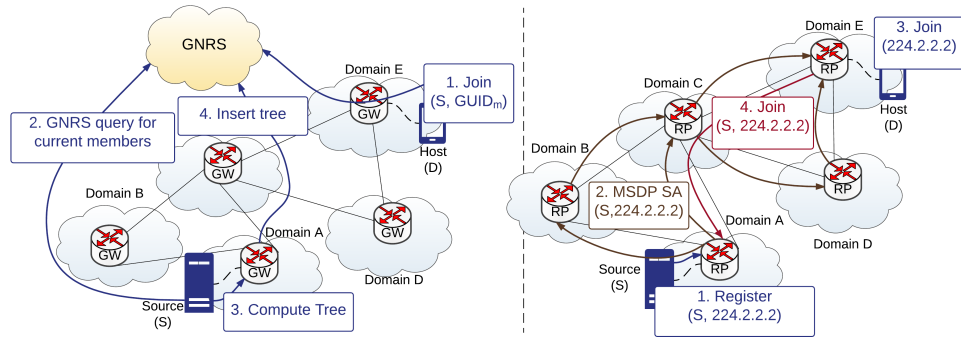 GNRS
Domain E
1. Join
(S, GUIDm)
GW
Host
(D)
2. GNRS query for
current members
4. Insert tree
GW
Domain B
GW
Domain A
GW
GW
Domain D
Source
(S)
3. Compute Tree
Domain E
3. Join
(224.2.2.2)
RP
Host
(D)
Domain C
4. Join
(S, 224.2.2.2)
RP
Domain B
RP
2. MSDP SA
(S,224.2.2.2)
RP
Domain A
Domain D
Source
(S)
RP
1. Register
(S, 224.2.2.2)